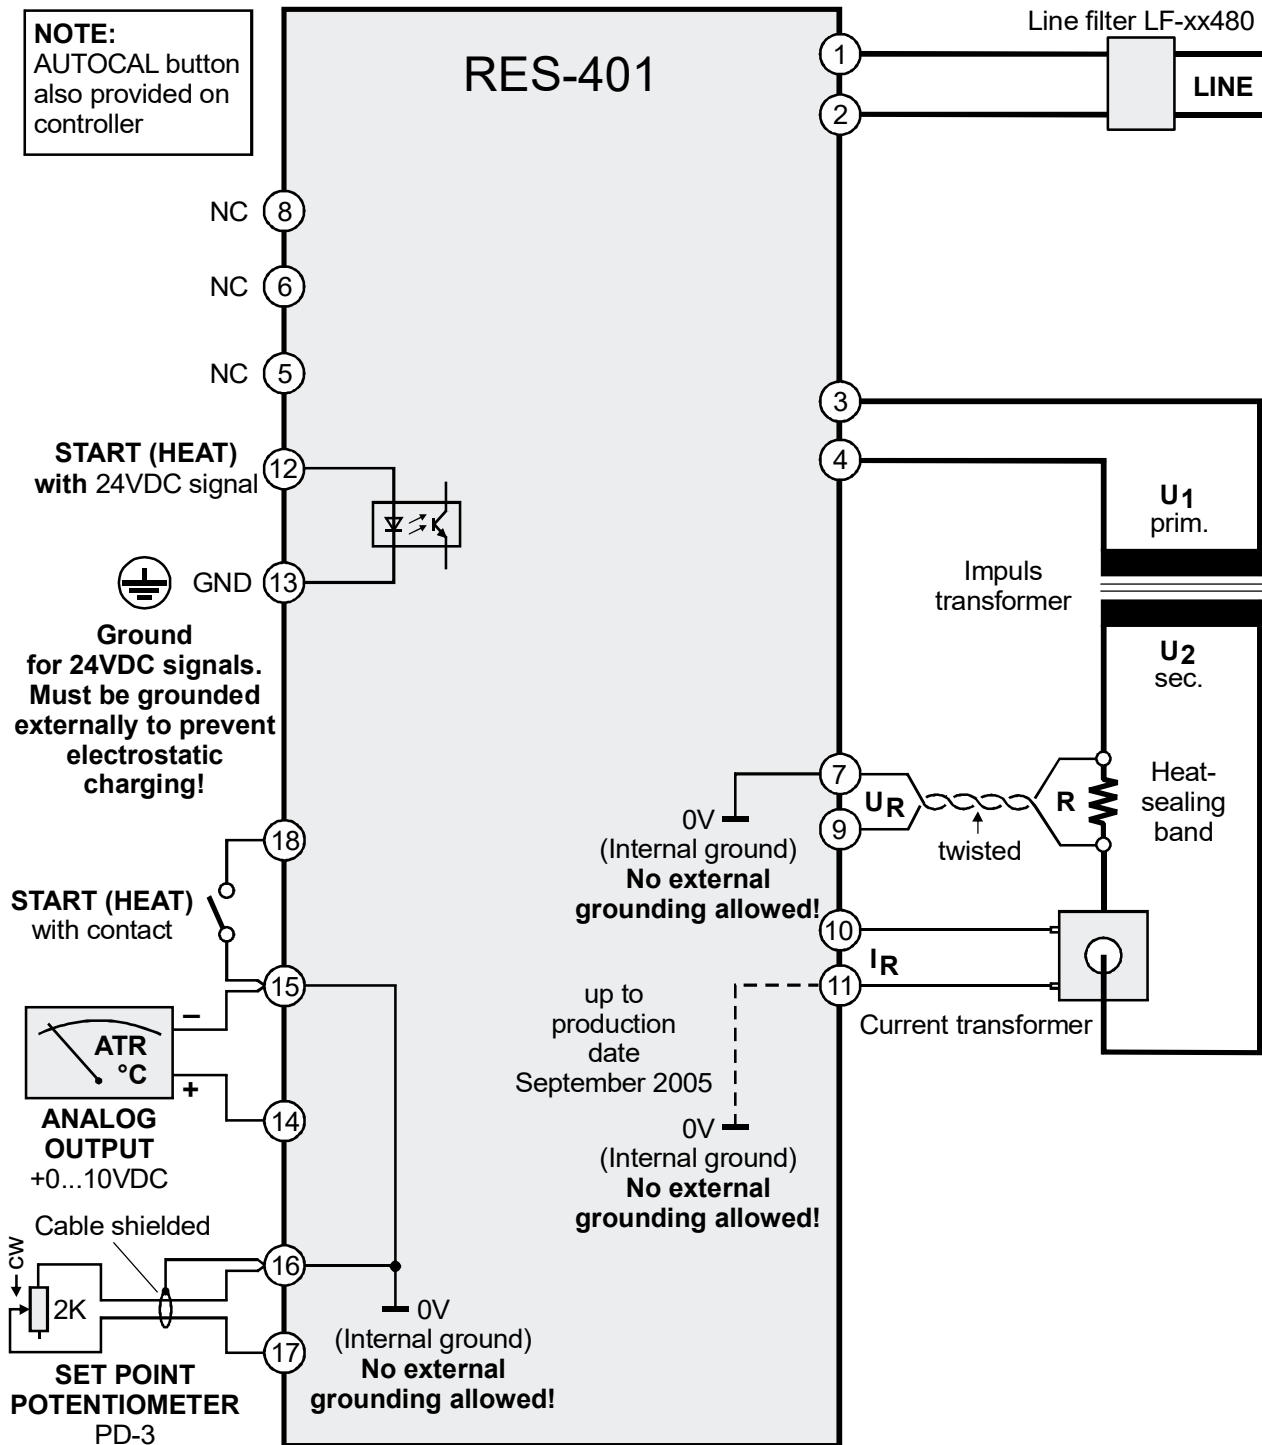 NOTE:
AUTOCAL button
also provided on
controller
RES-401
Line filter LF-xx480
LINE
1
2
NC 8
NC 6
NC 5
3
4
START (HEAT)
with 24VDC signal
12
U1
prim.
GND 13
Impuls
transformer
Ground
for 24VDC signals.
Must be grounded
externally to prevent
electrostatic
charging!
U2
sec.
7
9
UR
R
twisted
Heat-
sealing
band
0V
(Internal ground)
No external
grounding allowed!
18
START (HEAT)
with contact
10
11
IR
Current transformer
15
up to
production
date
September 2005
0V
(Internal ground)
No external
grounding allowed!
–
ATR
°C
+
14
ANALOG
OUTPUT
+0...10VDC
Cable shielded
CW
2K
16
17
0V
(Internal ground)
No external
grounding allowed!
SET POINT
POTENTIOMETER
PD-3